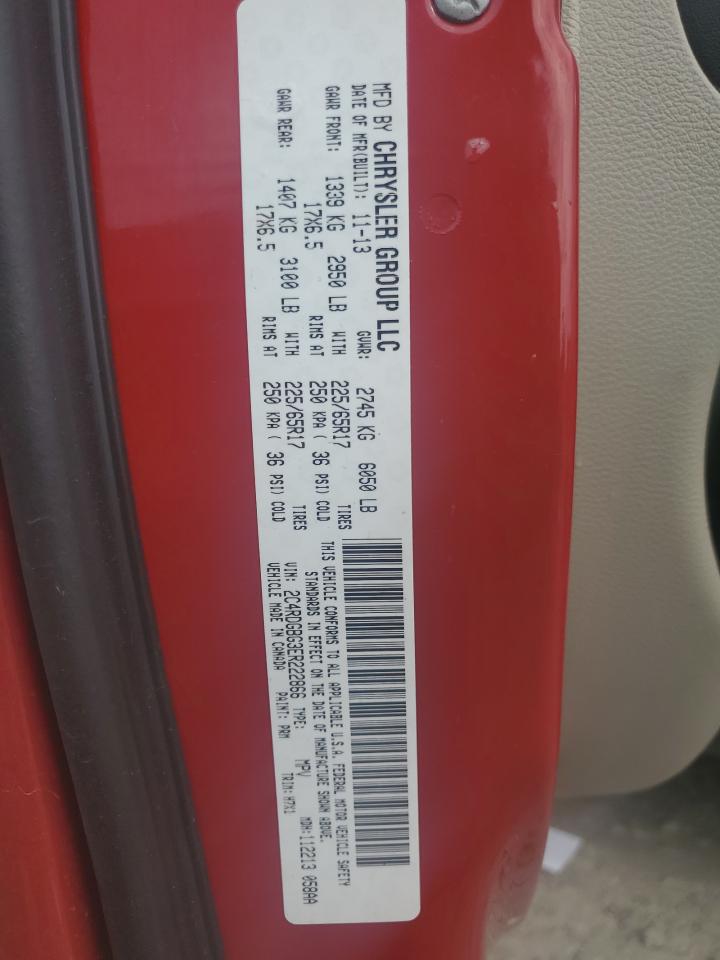 MFD BY CHRYSLER GROUP LLC
DATE OF MFR(BUILT): 11-13 GVWR: 2745 KG 6050 LB
GAWR FRONT: 1339 KG 2950 LB WITH 225/65R17 TIRES
17X6.5 RIMS AT 250 KPA ( 36 PSI) COLD
GAWR REAR: 1407 KG 3100 LB WITH 225/65R17 TIRES
17X6.5 RIMS AT 250 KPA ( 36 PSI) COLD
THIS VEHICLE CONFORMS TO ALL APPLICABLE U.S.A. FEDERAL MOTOR VEHICLE SAFETY
STANDARDS IN EFFECT ON THE DATE OF MANUFACTURE SHOWN ABOVE.
VIN: 2C4RDGBG3ER222866 TYPE: MPV MDH:112213 058AA
VEHICLE MADE IN CANADA PAINT: PRM TRIM:H7X1